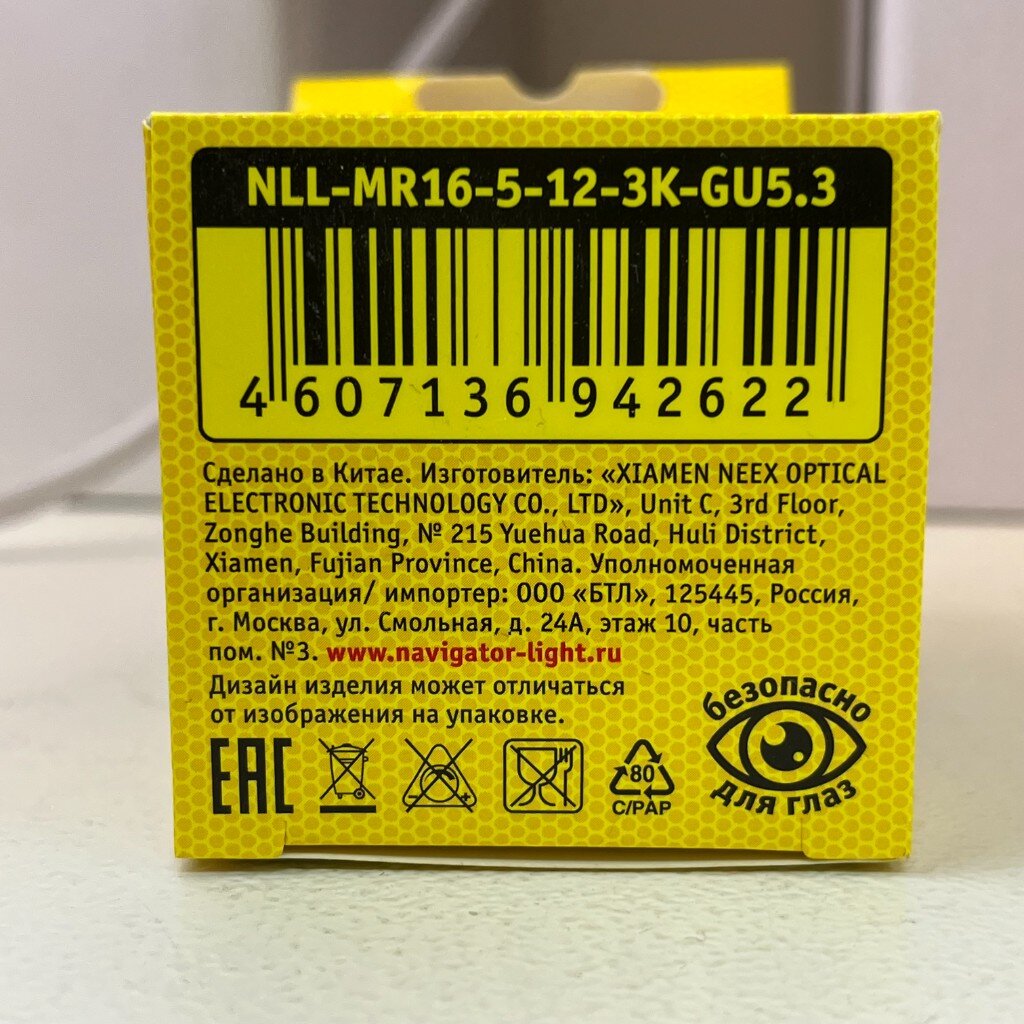 NLL-MR16-5-12-3K-GU5.3
4 607136 942622
Сделано в Китае. Изготовитель: «XIAMEN NEEX OPTICAL
ELECTRONIC TECHNOLOGY CO., LTD», Unit C, 3rd Floor,
Zonghe Building, № 215 Yuehua Road, Huli District,
Xiamen, Fujian Province, China. Уполномоченная
организация/ импортер: ООО «БТЛ», 125445, Россия,
г. Москва, ул. Смольная, д. 24А, этаж 10, часть
пом. №3. www.navigator-light.ru
Дизайн изделия может отличаться
от изображения на упаковке.
безопасно
для глаз
EAC
80
C/PAP